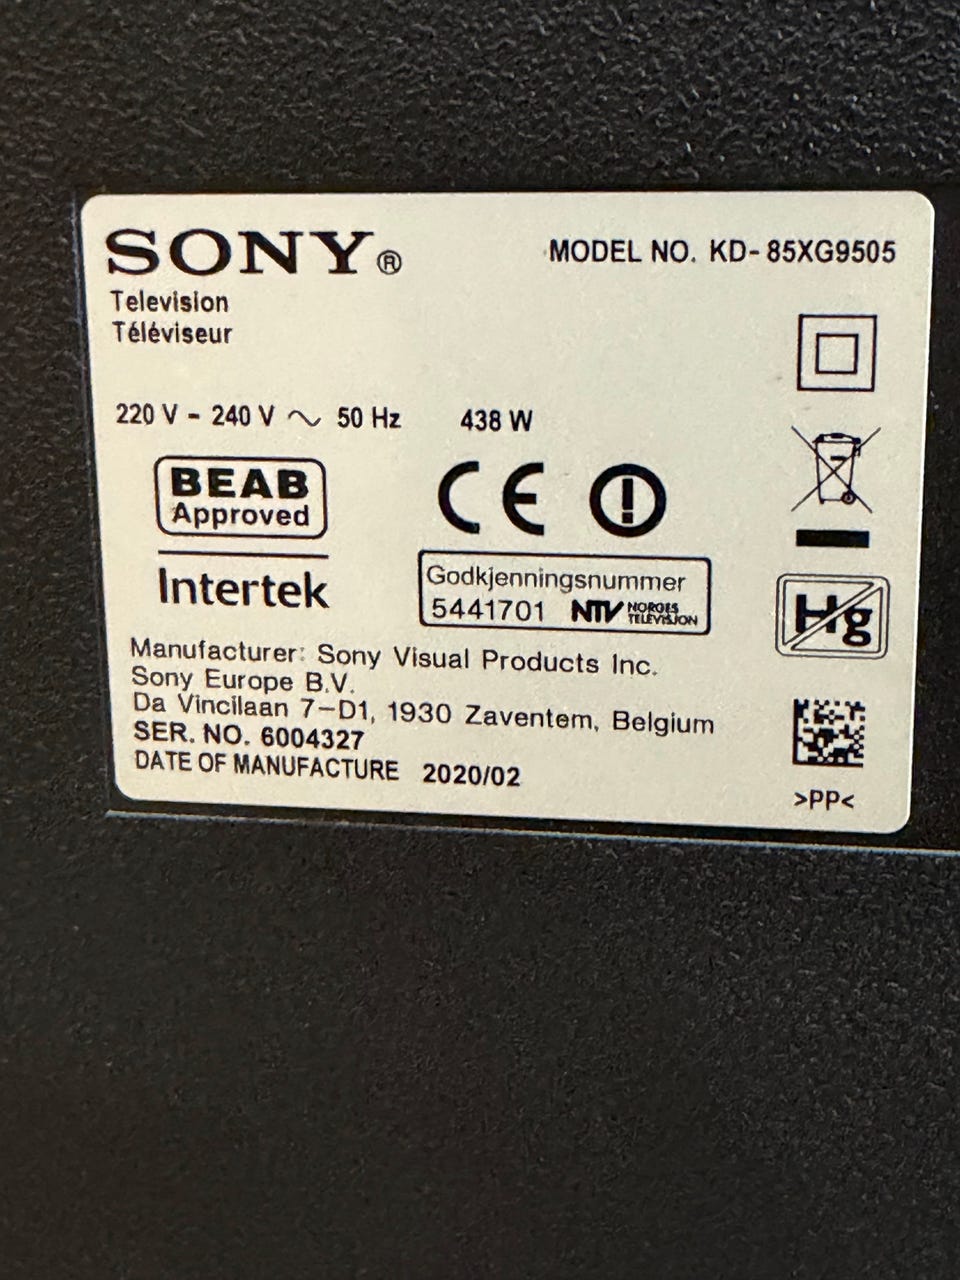 SONY®
MODEL NO. KD-85XG9505
Television
Téléviseur
220 V - 240 V ～ 50 Hz 438 W
BEAB
Approved
Intertek
CE
Godkjenningsnummer
5441701 NTV NORGES TELEVISJON
Hg
Manufacturer: Sony Visual Products Inc.
Sony Europe B.V.
Da Vincilaan 7-D1, 1930 Zaventem, Belgium
SER. NO. 6004327
DATE OF MANUFACTURE 2020/02
>PP<